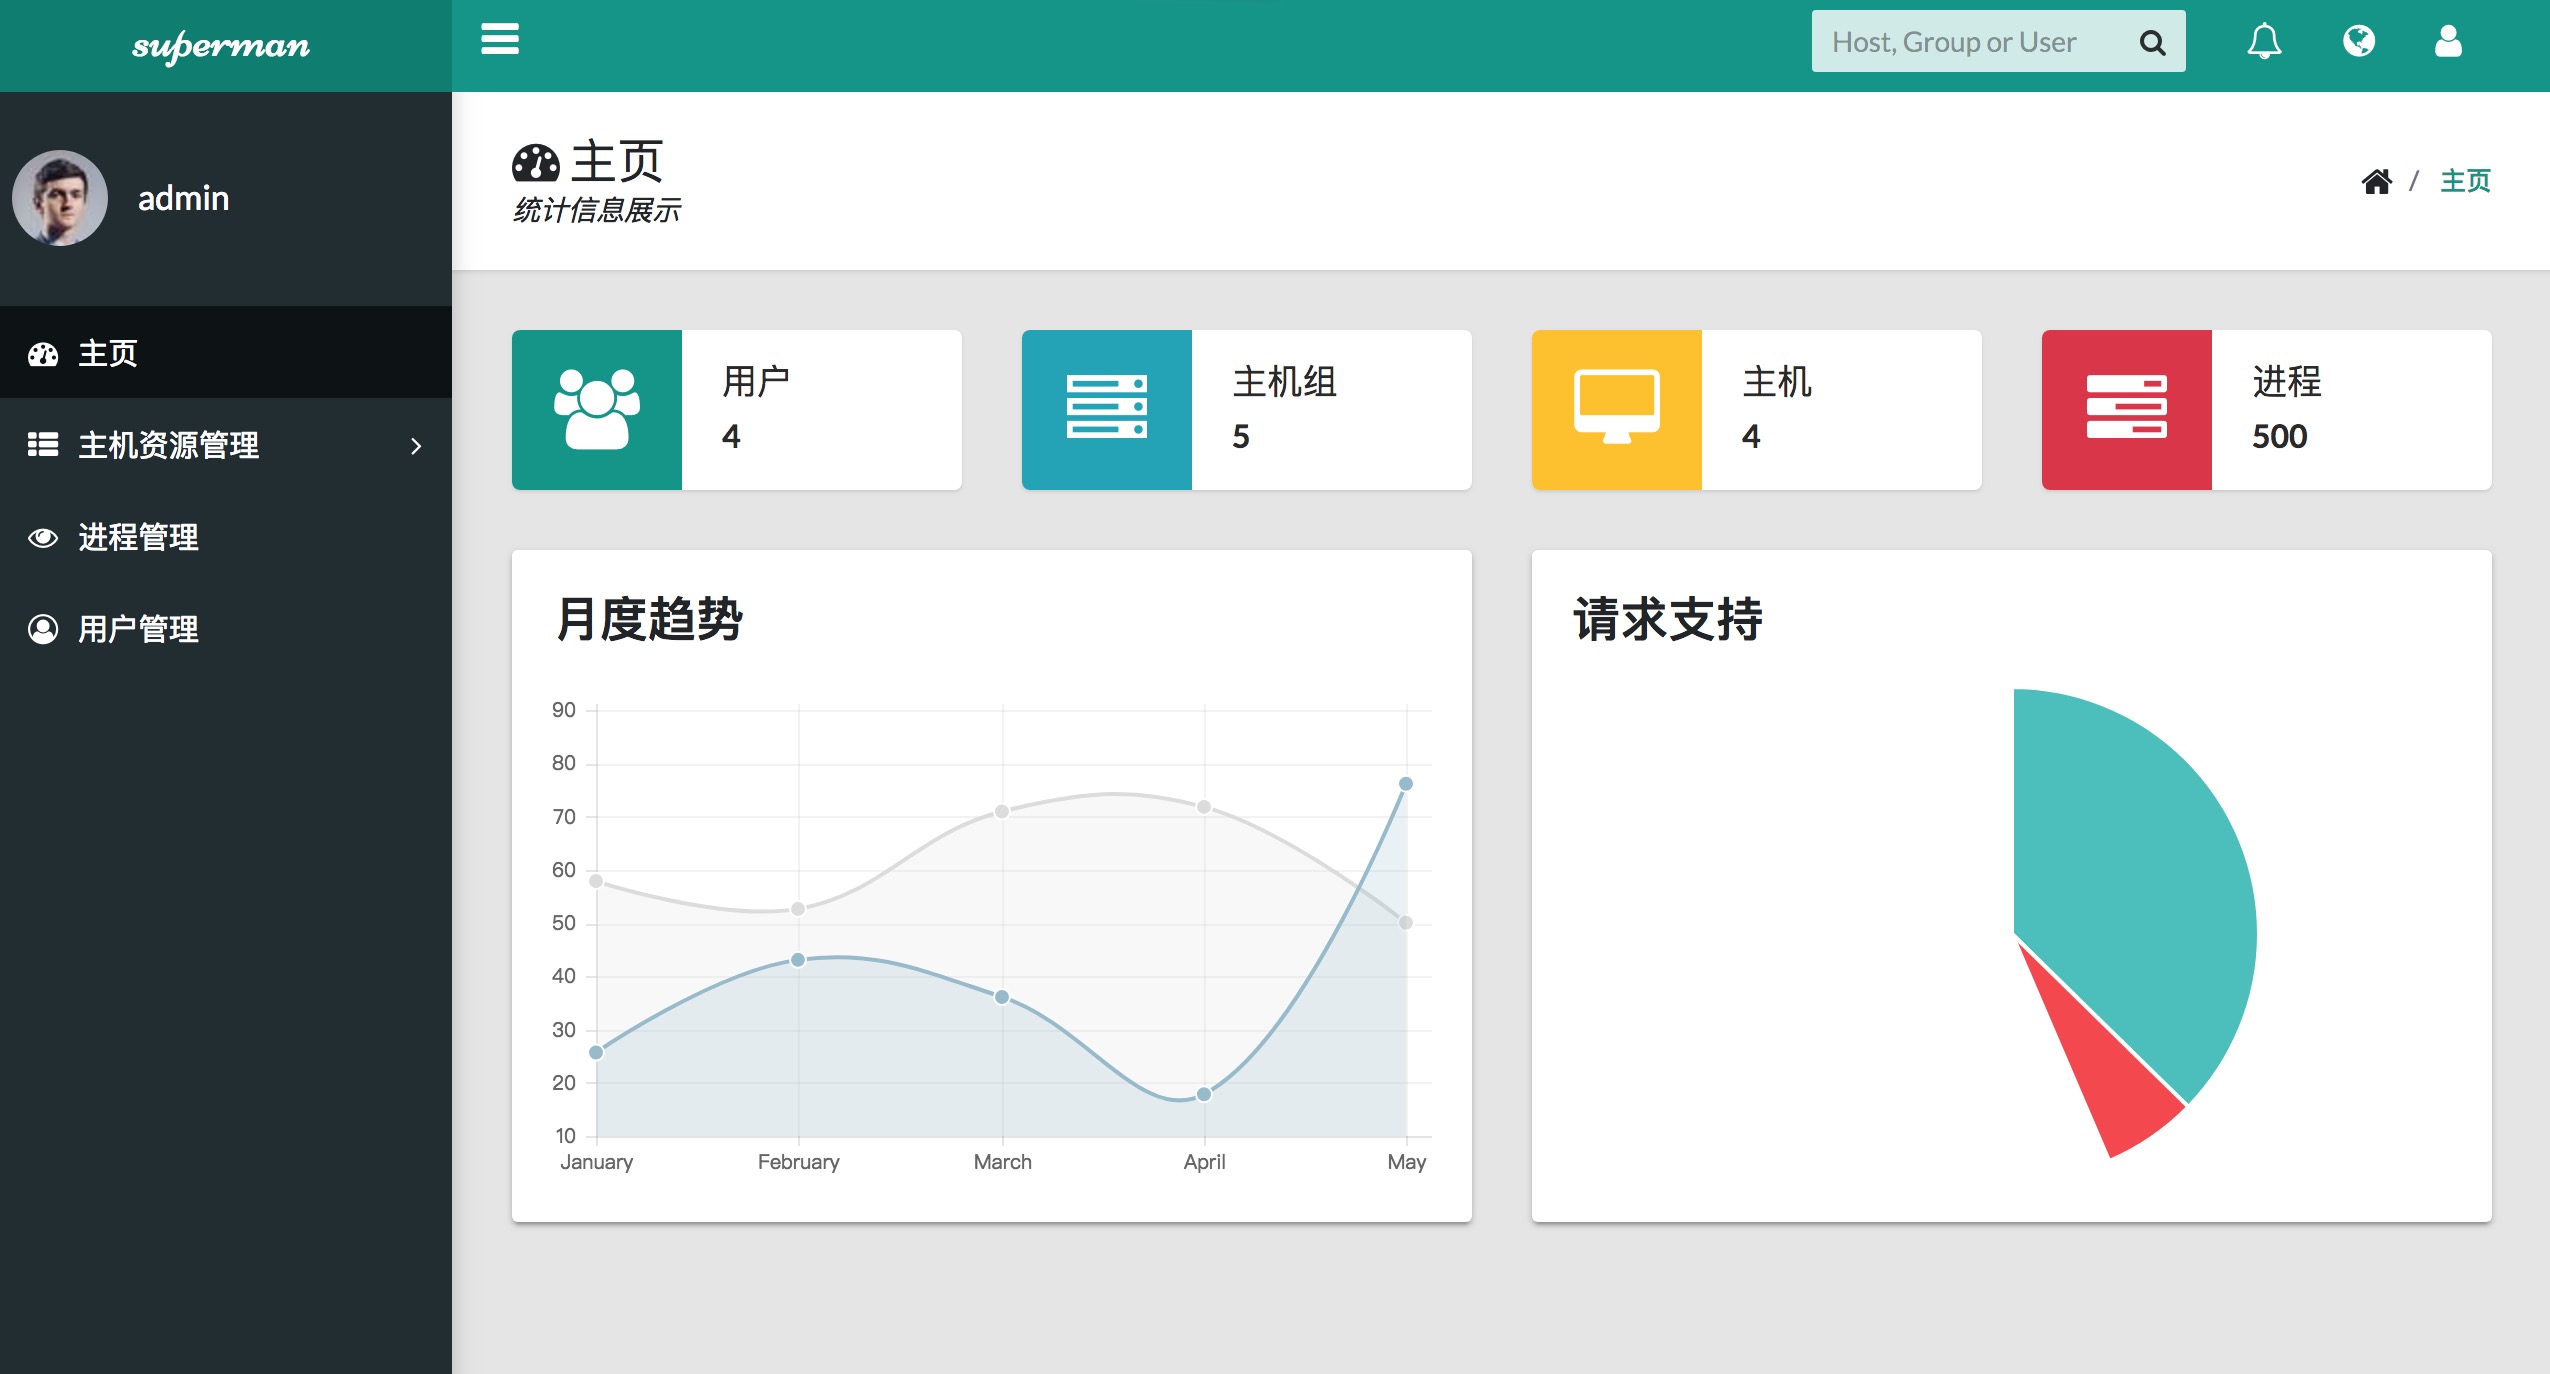 superman
Host, Group or User
admin
主页
主机资源管理
进程管理
用户管理
主页
统计信息展示
/ 主页
用户
4
主机组
5
主机
4
进程
500
月度趋势
90
80
70
60
50
40
30
20
10
January February March April May
请求支持